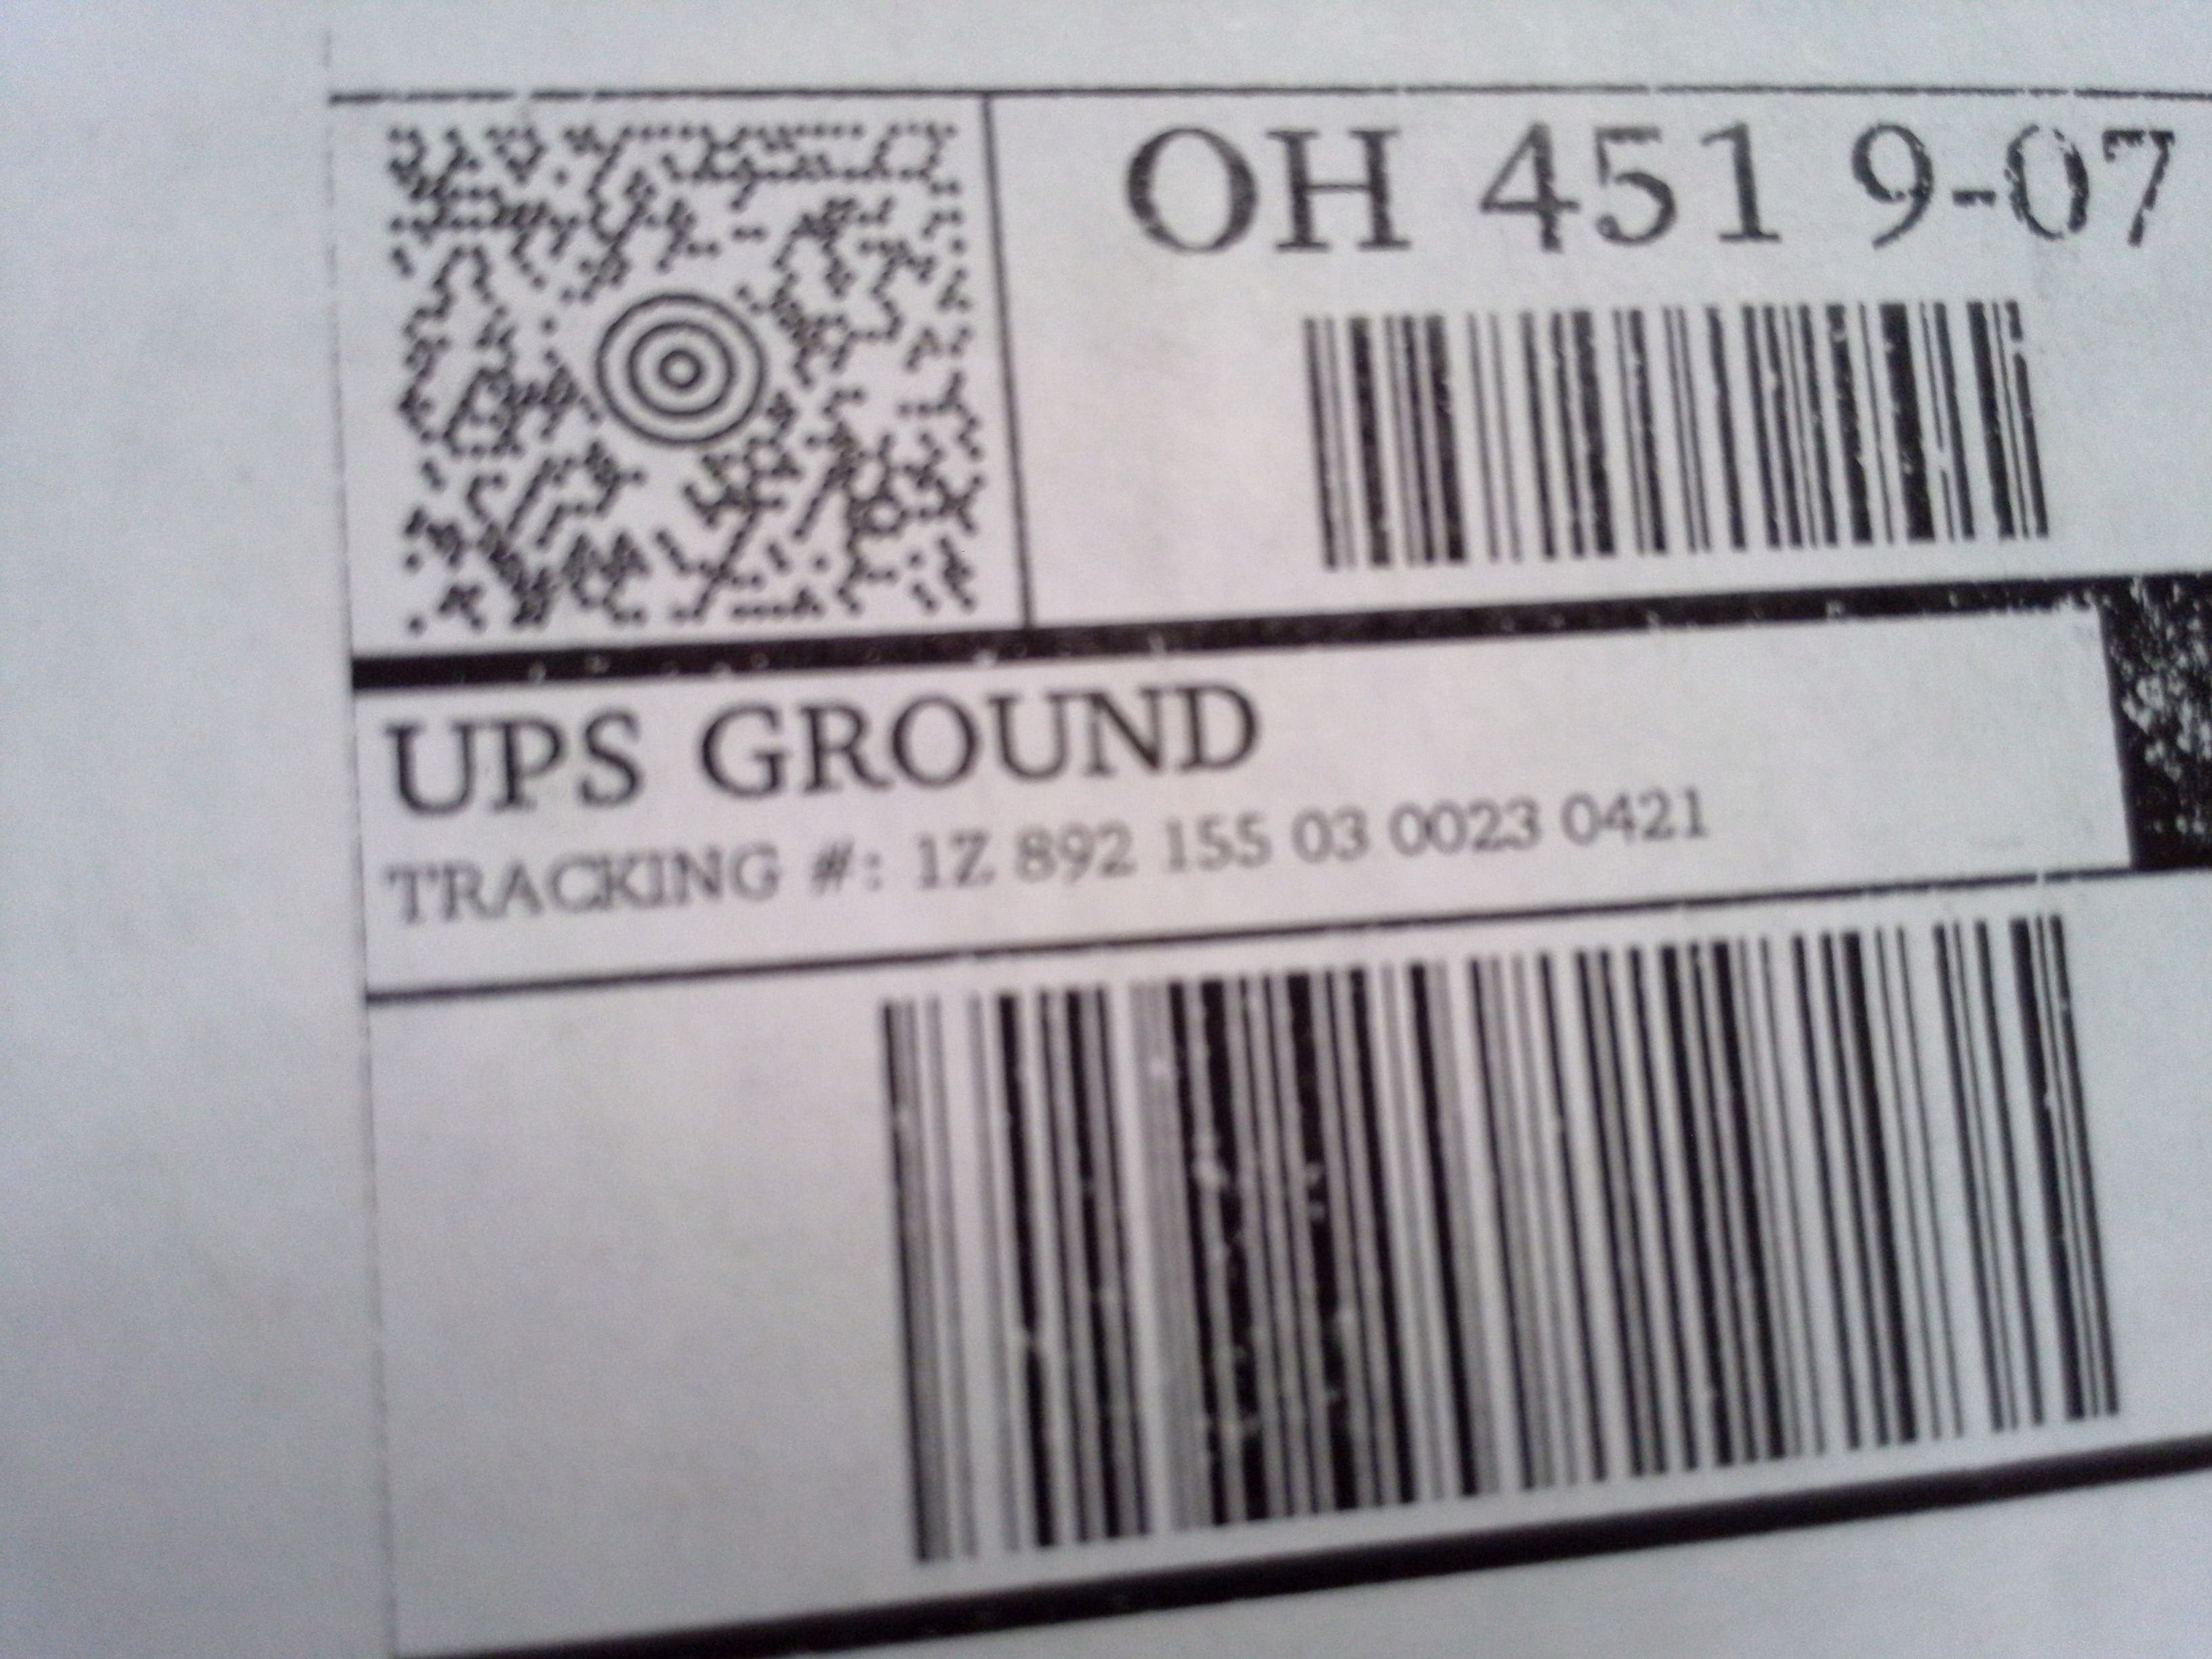 OH 451 9-07
UPS GROUND
TRACKING #: 1Z 892 155 03 0023 0421